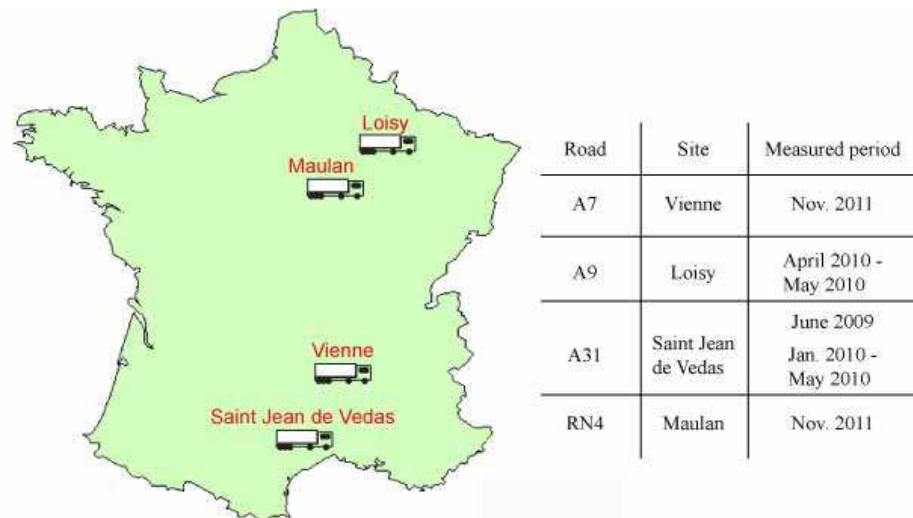 Loisy
Maulan
Vienne
Saint Jean de Vedas
Road Site Measured period
A7 Vienne Nov. 2011
A9 Loisy April 2010 -
May 2010
A31 Saint Jean
de Vedas June 2009
Jan. 2010 -
May 2010
RN4 Maulan Nov. 2011